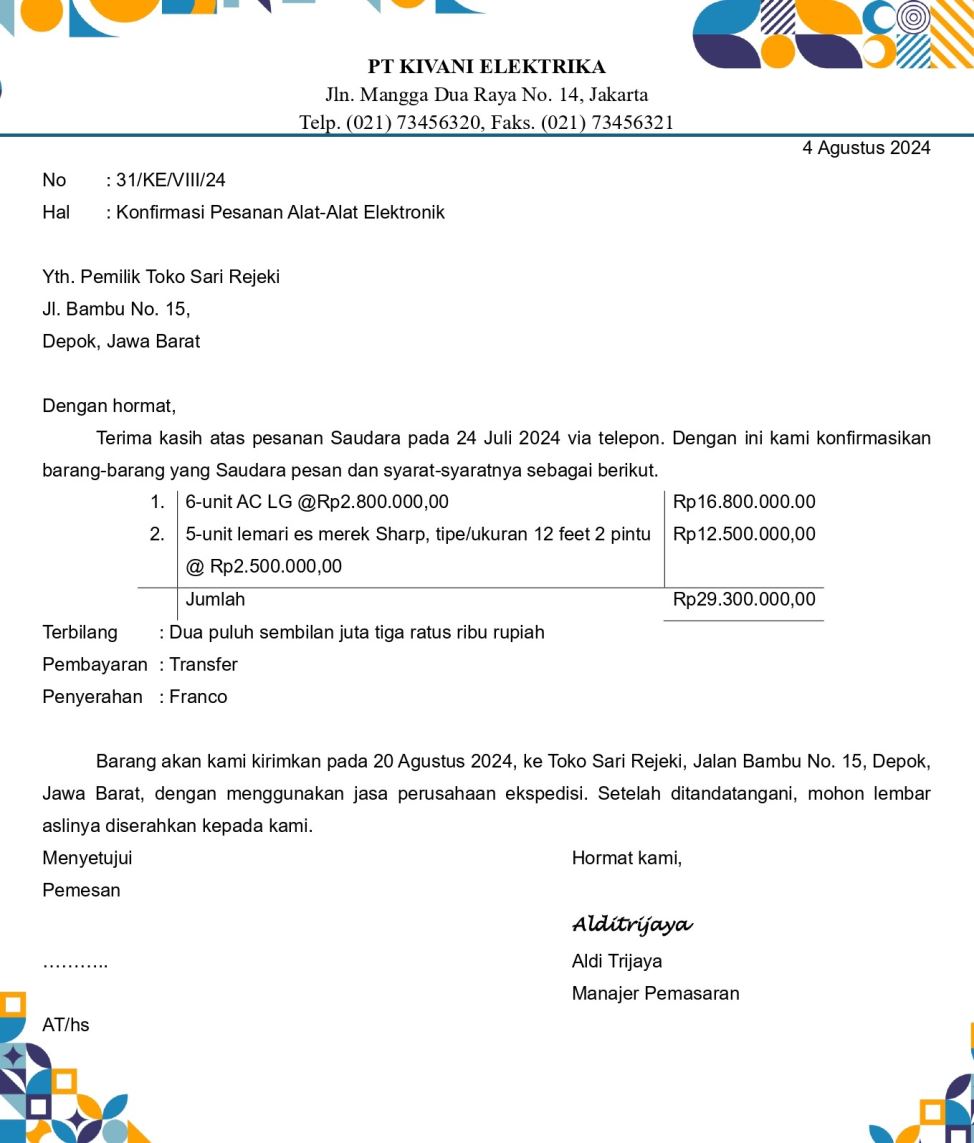 PT KIVANI ELEKTRIKA
Jln. Mangga Dua Raya No. 14, Jakarta
Telp. (021) 73456320, Faks. (021) 73456321
4 Agustus 2024
No : 31/KE/VIII/24
Hal : Konfirmasi Pesanan Alat-Alat Elektronik
Yth. Pemilik Toko Sari Rejeki
Jl. Bambu No. 15,
Depok, Jawa Barat
Dengan hormat,
Terima kasih atas pesanan Saudara pada 24 Juli 2024 via telepon. Dengan ini kami konfirmasikan
barang-barang yang Saudara pesan dan syarat-syaratnya sebagai berikut.
1. 6-unit AC LG @Rp2.800.000,00 Rp16.800.000.00
2. 5-unit lemari es merek Sharp, tipe/ukuran 12 feet 2 pintu Rp12.500.000,00
@ Rp2.500.000,00
Jumlah Rp29.300.000,00
Terbilang : Dua puluh sembilan juta tiga ratus ribu rupiah
Pembayaran : Transfer
Penyerahan : Franco
Barang akan kami kirimkan pada 20 Agustus 2024, ke Toko Sari Rejeki, Jalan Bambu No. 15, Depok,
Jawa Barat, dengan menggunakan jasa perusahaan ekspedisi. Setelah ditandatangani, mohon lembar
aslinya diserahkan kepada kami.
Menyetujui Hormat kami,
Pemesan
Alditrijaya
……….. Aldi Trijaya
Manajer Pemasaran
AT/hs